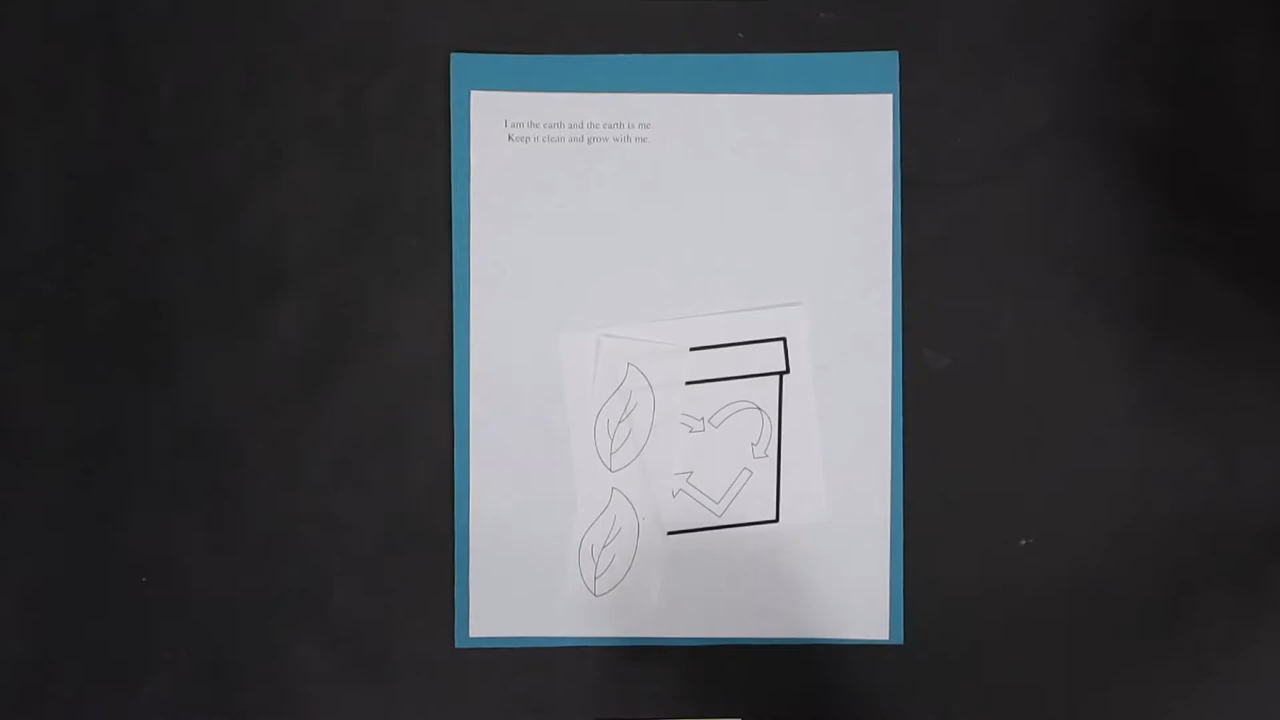 I am the earth and the earth is me.
Keep it clean and grow with me.